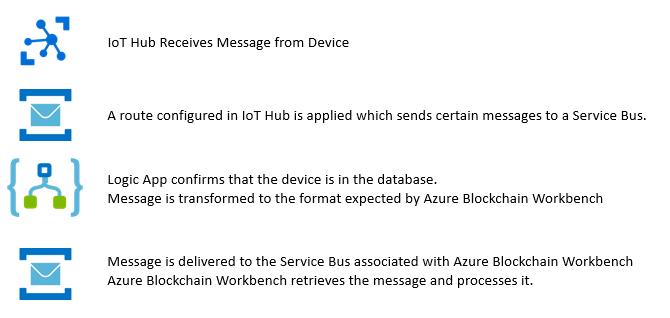 IoT Hub Receives Message from Device
A route configured in IoT Hub is applied which sends certain messages to a Service Bus.
Logic App confirms that the device is in the database.
Message is transformed to the format expected by Azure Blockchain Workbench
Message is delivered to the Service Bus associated with Azure Blockchain Workbench
Azure Blockchain Workbench retrieves the message and processes it.